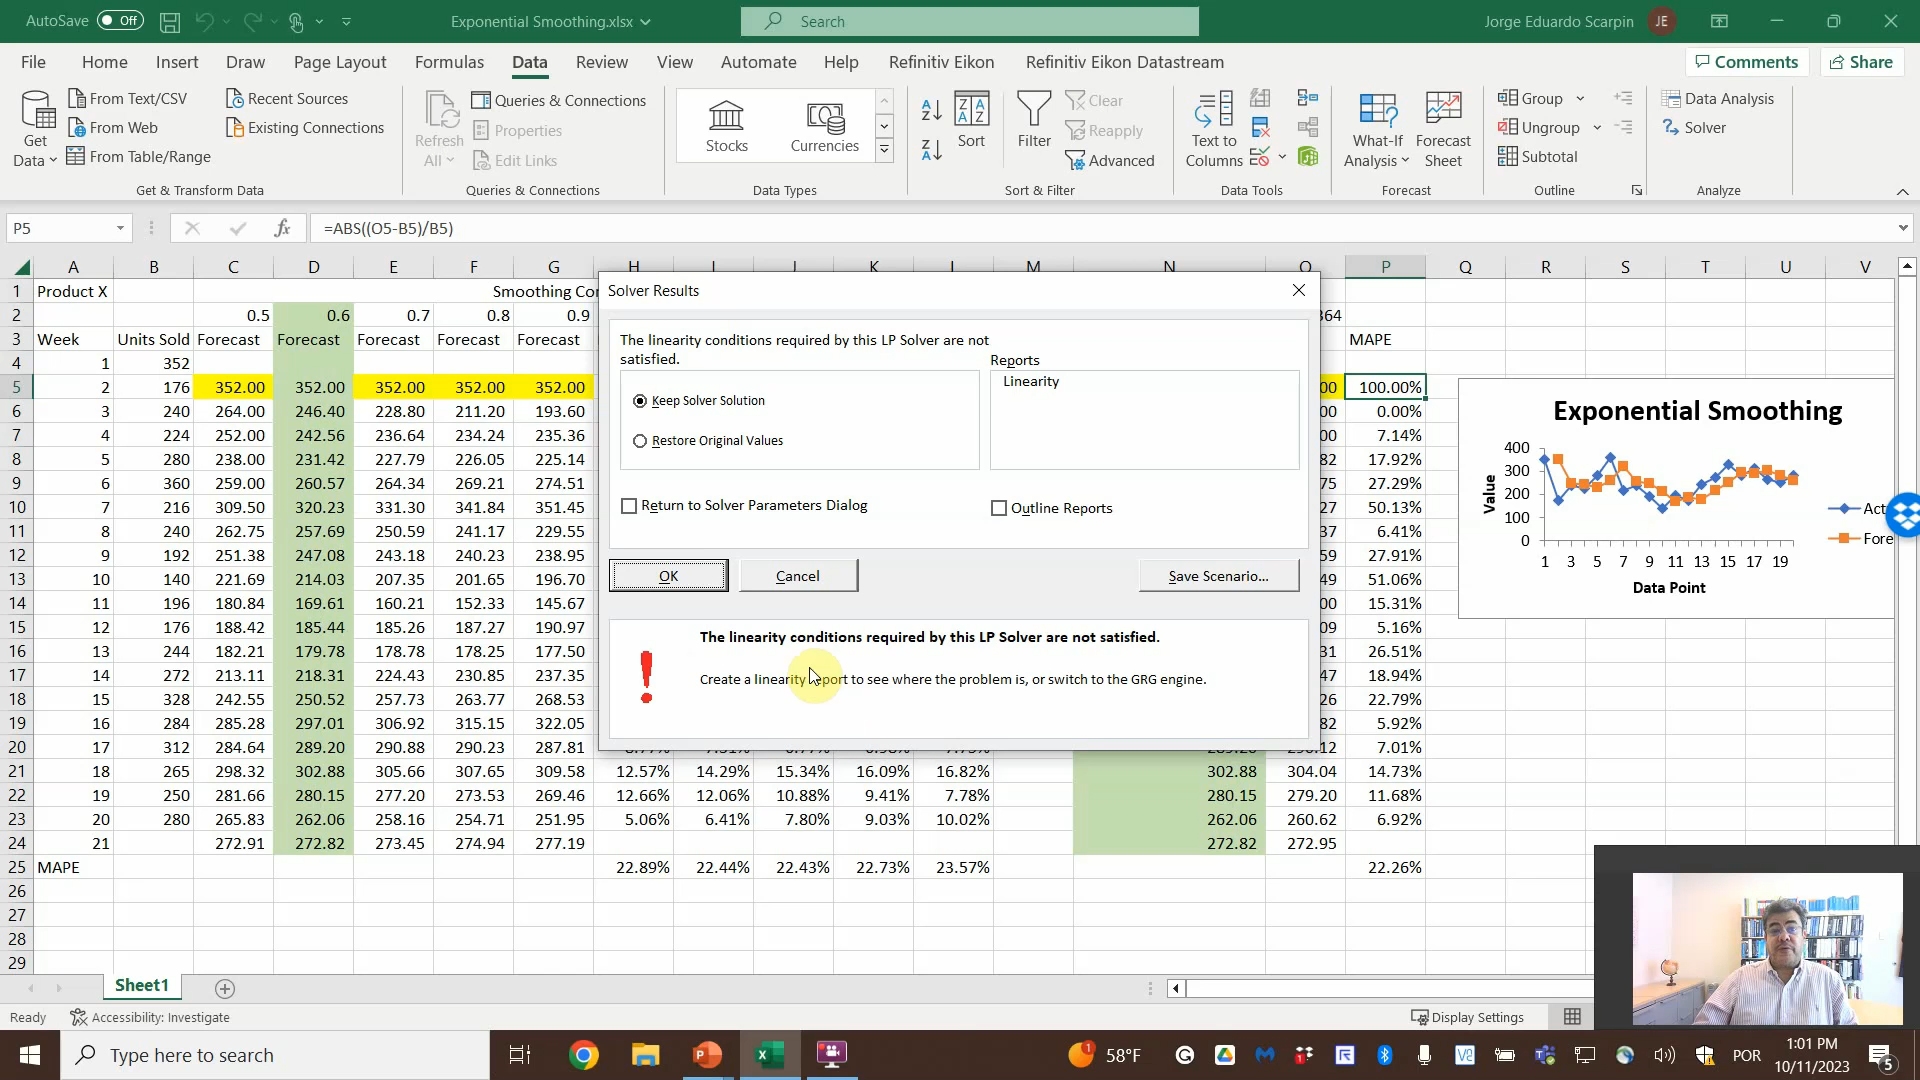 AutoSave Off Exponential Smoothing.xlsx Search Jorge Eduardo Scarpin JE
File Home Insert Draw Page Layout Formulas Data Review View Automate Help Refinitiv Eikon Refinitiv Eikon Datastream Comments Share
Get Data From Text/CSV From Web From Table/Range Recent Sources Existing Connections
Refresh All Queries & Connections Properties Edit Links
Stocks Currencies
Sort Filter Clear Reapply Advanced
Text to Columns What-If Analysis Forecast Sheet
Group Ungroup Subtotal Data Analysis Solver
Get & Transform Data Queries & Connections Data Types Sort & Filter Data Tools Forecast Outline Analyze
P5 fx =ABS((O5-B5)/B5)
A B C D E F G H I J K L M N O P Q R S T U V
1 Product X Smoothing Con
2 0.5 0.6 0.7 0.8 0.9 364
3 Week Units Sold Forecast Forecast Forecast Forecast Forecast MAPE
4 1 352
5 2 176 352.00 352.00 352.00 352.00 352.00 00 100.00%
6 3 240 264.00 246.40 228.80 211.20 193.60 00 0.00%
7 4 224 252.00 242.56 236.64 234.24 235.36 00 7.14%
8 5 280 238.00 231.42 227.79 226.05 225.14 82 17.92%
9 6 360 259.00 260.57 264.34 269.21 274.51 75 27.29%
10 7 216 309.50 320.23 331.30 341.84 351.45 27 50.13%
11 8 240 262.75 257.69 250.59 241.17 229.55 37 6.41%
12 9 192 251.38 247.08 243.18 240.23 238.95 59 27.91%
13 10 140 221.69 214.03 207.35 201.65 196.70 49 51.06%
14 11 196 180.84 169.61 160.21 152.33 145.67 00 15.31%
15 12 176 188.42 185.44 185.26 187.27 190.97 09 5.16%
16 13 244 182.21 179.78 178.78 178.25 177.50 31 26.51%
17 14 272 213.11 218.31 224.43 230.85 237.35 47 18.94%
18 15 328 242.55 250.52 257.73 263.77 268.53 26 22.79%
19 16 284 285.28 297.01 306.92 315.15 322.05 82 5.92%
20 17 312 284.64 289.20 290.88 290.23 287.81 12 7.01%
21 18 265 298.32 302.88 305.66 307.65 309.58 12.57% 14.29% 15.34% 16.09% 16.82% 302.88 304.04 14.73%
22 19 250 281.66 280.15 277.20 273.53 269.46 12.66% 12.06% 10.88% 9.41% 7.78% 280.15 279.20 11.68%
23 20 280 265.83 262.06 258.16 254.71 251.95 5.06% 6.41% 7.80% 9.03% 10.02% 262.06 260.62 6.92%
24 21 272.91 272.82 273.45 274.94 277.19 272.82 272.95
25 MAPE 22.89% 22.44% 22.43% 22.73% 23.57% 22.26%
26
27
28
29
Solver Results
The linearity conditions required by this LP Solver are not
satisfied.
Reports
Linearity
Keep Solver Solution
Restore Original Values
Return to Solver Parameters Dialog
Outline Reports
OK Cancel Save Scenario...
The linearity conditions required by this LP Solver are not satisfied.
Create a linearity report to see where the problem is, or switch to the GRG engine.
Exponential Smoothing
Value
400
300
200
100
0
1 3 5 7 9 11 13 15 17 19
Data Point
Act
Fore
Sheet1
Ready Accessibility: Investigate Display Settings
Type here to search 58°F POR 1:01 PM
10/11/2023 5